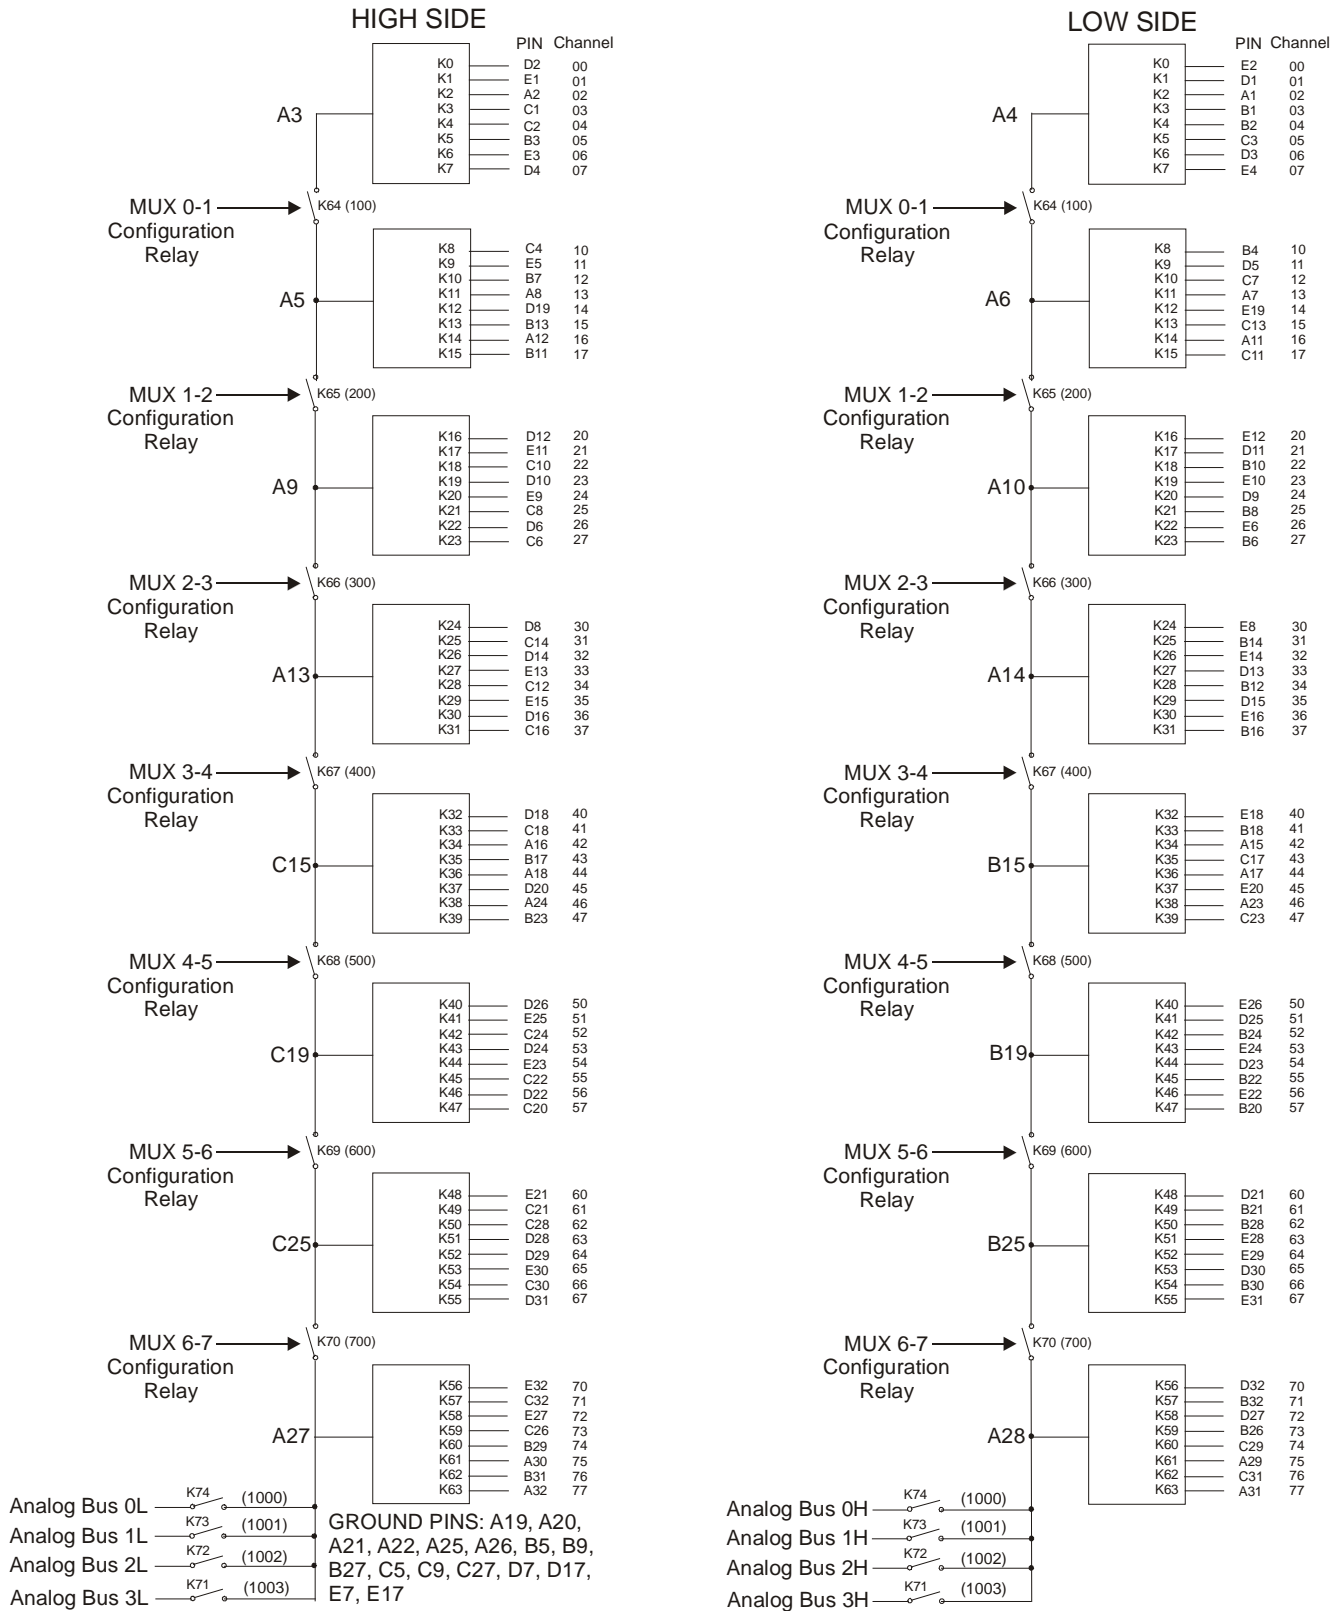 HIGH SIDE
PIN Channel
K0 D2 00
K1 E1 01
K2 A2 02
K3 C1 03
K4 C2 04
K5 B3 05
K6 E3 06
K7 D4 07
A3
MUX 0-1
Configuration
Relay
K64 (100)
K8 C4 10
K9 E5 11
K10 B7 12
K11 A8 13
K12 D19 14
K13 B13 15
K14 A12 16
K15 B11 17
A5
MUX 1-2
Configuration
Relay
K65 (200)
K16 D12 20
K17 E11 21
K18 C10 22
K19 D10 23
K20 E9 24
K21 C8 25
K22 D6 26
K23 C6 27
A9
MUX 2-3
Configuration
Relay
K66 (300)
K24 D8 30
K25 C14 31
K26 D14 32
K27 E13 33
K28 C12 34
K29 E15 35
K30 D16 36
K31 C16 37
A13
MUX 3-4
Configuration
Relay
K67 (400)
K32 D18 40
K33 C18 41
K34 A16 42
K35 B17 43
K36 A18 44
K37 D20 45
K38 A24 46
K39 B23 47
C15
MUX 4-5
Configuration
Relay
K68 (500)
K40 D26 50
K41 E25 51
K42 C24 52
K43 D24 53
K44 E23 54
K45 C22 55
K46 D22 56
K47 C20 57
C19
MUX 5-6
Configuration
Relay
K69 (600)
K48 E21 60
K49 C21 61
K50 C28 62
K51 D28 63
K52 D29 64
K53 E30 65
K54 C30 66
K55 D31 67
C25
MUX 6-7
Configuration
Relay
K70 (700)
K56 E32 70
K57 C32 71
K58 E27 72
K59 C26 73
K60 B29 74
K61 A30 75
K62 B31 76
K63 A32 77
A27
Analog Bus 0L K74 (1000)
Analog Bus 1L K73 (1001)
Analog Bus 2L K72 (1002)
Analog Bus 3L K71 (1003)
GROUND PINS: A19, A20,
A21, A22, A25, A26, B5, B9,
B27, C5, C9, C27, D7, D17,
E7, E17
LOW SIDE
PIN Channel
K0 E2 00
K1 D1 01
K2 A1 02
K3 B1 03
K4 B2 04
K5 C3 05
K6 D3 06
K7 E4 07
A4
MUX 0-1
Configuration
Relay
K64 (100)
K8 B4 10
K9 D5 11
K10 C7 12
K11 A7 13
K12 E19 14
K13 C13 15
K14 A11 16
K15 C11 17
A6
MUX 1-2
Configuration
Relay
K65 (200)
K16 E12 20
K17 D11 21
K18 B10 22
K19 E10 23
K20 D9 24
K21 B8 25
K22 E6 26
K23 B6 27
A10
MUX 2-3
Configuration
Relay
K66 (300)
K24 E8 30
K25 B14 31
K26 E14 32
K27 D13 33
K28 B12 34
K29 D15 35
K30 E16 36
K31 B16 37
A14
MUX 3-4
Configuration
Relay
K67 (400)
K32 E18 40
K33 B18 41
K34 A15 42
K35 C17 43
K36 A17 44
K37 E20 45
K38 A23 46
K39 C23 47
B15
MUX 4-5
Configuration
Relay
K68 (500)
K40 E26 50
K41 D25 51
K42 B24 52
K43 E24 53
K44 D23 54
K45 B22 55
K46 E22 56
K47 B20 57
B19
MUX 5-6
Configuration
Relay
K69 (600)
K48 D21 60
K49 B21 61
K50 B28 62
K51 E28 63
K52 E29 64
K53 D30 65
K54 B30 66
K55 E31 67
B25
MUX 6-7
Configuration
Relay
K70 (700)
K56 D32 70
K57 B32 71
K58 D27 72
K59 B26 73
K60 C29 74
K61 A29 75
K62 C31 76
K63 A31 77
A28
Analog Bus 0H K74 (1000)
Analog Bus 1H K73 (1001)
Analog Bus 2H K72 (1002)
Analog Bus 3H K71 (1003)